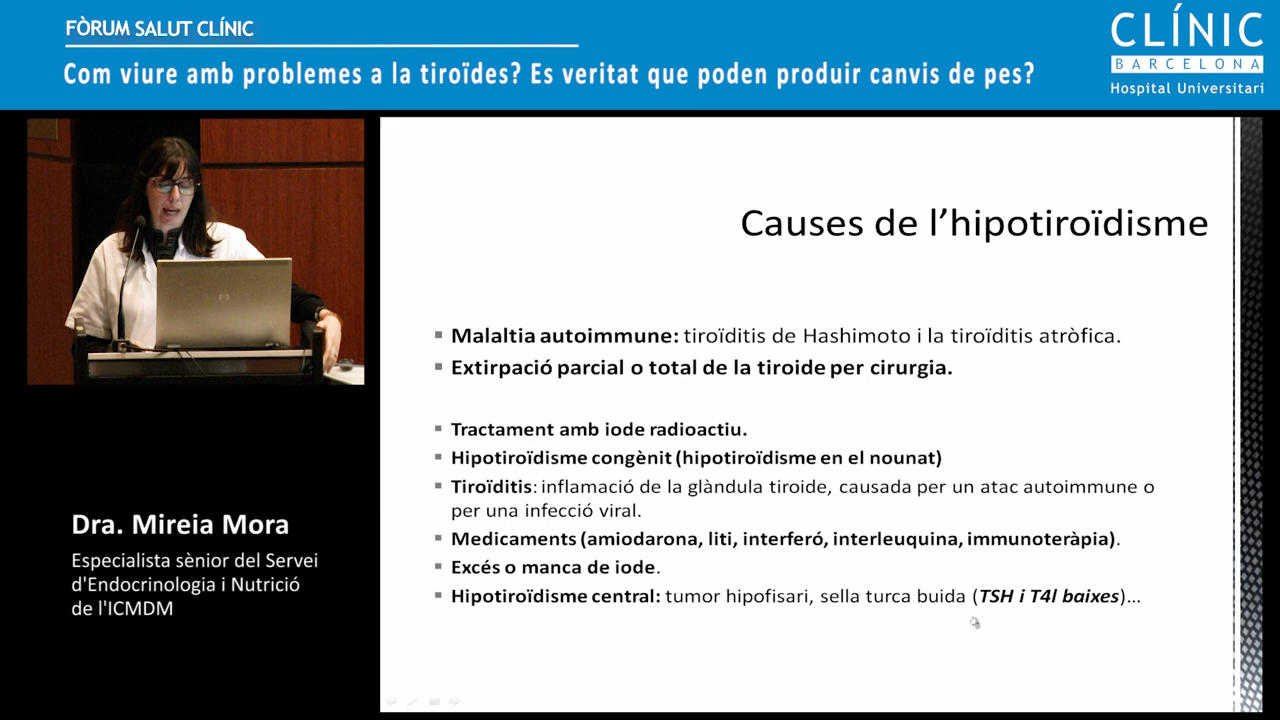 FÒRUM SALUT CLÍNIC
Com viure amb problemes a la tiroïdes? Es veritat que poden produir canvis de pes?
CLÍNIC
BARCELONA
Hospital Universitari
Causes de l'hipotiroïdisme
Malaltia autoimmune: tiroïditis de Hashimoto i la tiroïditis atròfica.
Extirpació parcial o total de la tiroide per cirurgia.
Tractament amb iode radioactiu.
Hipotiroïdisme congènit (hipotiroïdisme en el nounat)
Tiroïditis: inflamació de la glàndula tiroide, causada per un atac autoimmune o
per una infecció viral.
Medicaments (amiodarona, liti, interferó, interleuquina, immunoteràpia).
Excés o manca de iode.
Hipotiroïdisme central: tumor hipofisari, sella turca buida (TSH i T4l baixes)...
Dra. Mireia Mora
Especialista sènior del Servei
d'Endocrinologia i Nutrició
de l'ICMDM